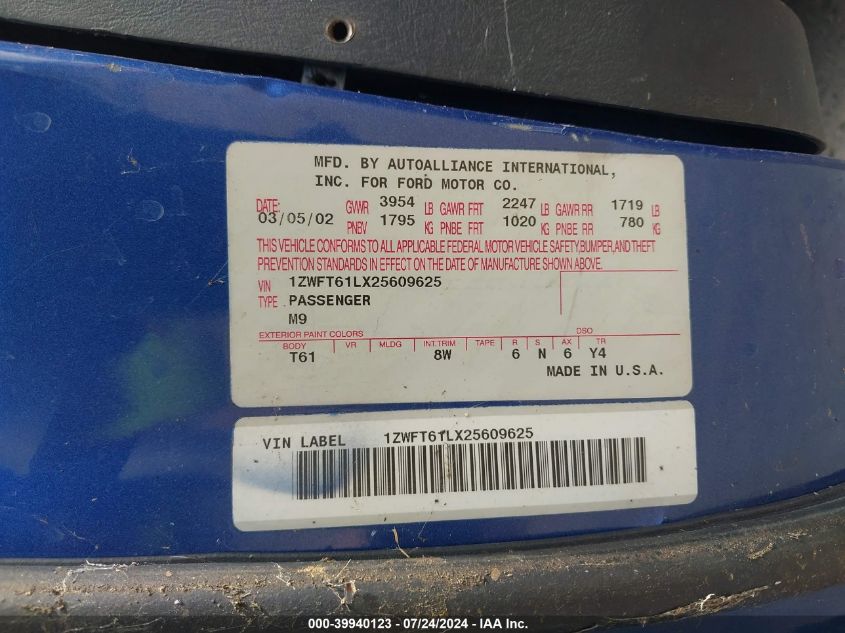 MFD. BY AUTOALLIANCE INTERNATIONAL,
INC. FOR FORD MOTOR CO.
DATE: GVWR 3954 LB GAWR FRT 2247 LB GAWR RR 1719 LB
03/05/02 PNBV 1795 KG PNBE FRT 1020 KG PNBE RR 780 KG
THIS VEHICLE CONFORMS TO ALL APPLICABLE FEDERAL MOTOR VEHICLE SAFETY, BUMPER, AND THEFT
PREVENTION STANDARDS IN EFFECT ON THE DATE OF MANUFACTURE SHOWN ABOVE.
VIN 1ZWFT61LX25609625
TYPE PASSENGER
M9
EXTERIOR PAINT COLORS DSO
BODY VR MLDG INT.TRIM TAPE R S AX TR
T61 8W 6 N 6 Y4
MADE IN U.S.A.
VIN LABEL 1ZWFT61LX25609625
000-39940123 - 07/24/2024 - IAA Inc.